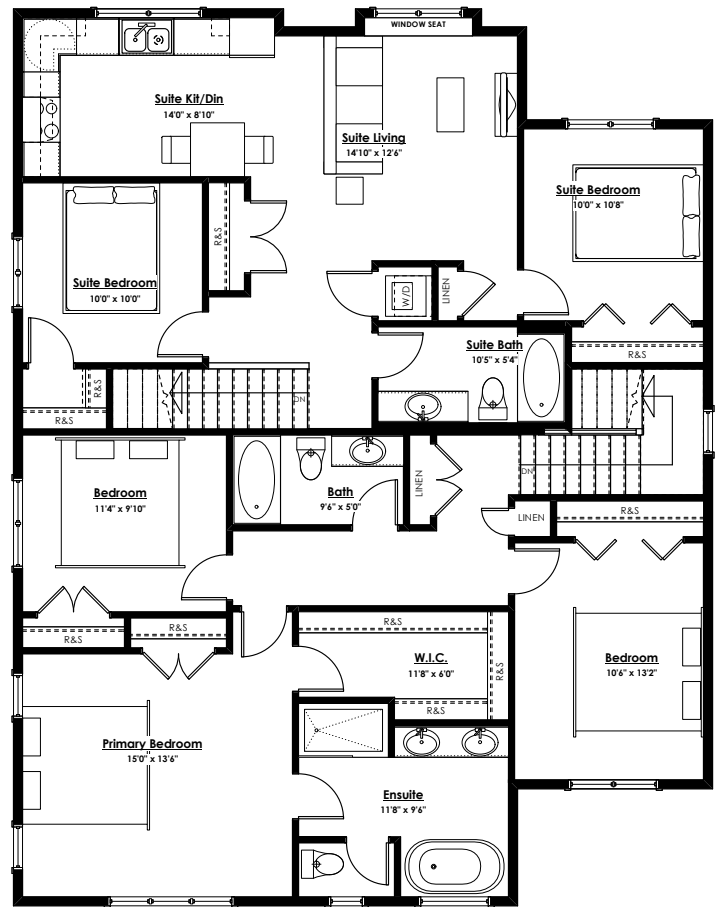 WINDOW SEAT
Suite Kit/Din
14'0" x 8'10"
Suite Living
14'10" x 12'6"
Suite Bedroom
10'0" x 10'8"
R&S
Suite Bedroom
10'0" x 10'0"
W/D
LINEN
Suite Bath
10'5" x 5'4"
R&S
R&S
R&S
DN
Bedroom
11'4" x 9'10"
Bath
9'6" x 5'0"
LINEN
DN
LINEN
R&S
R&S
R&S
R&S
W.I.C.
11'8" x 6'0"
R&S
R&S
Bedroom
10'6" x 13'2"
Primary Bedroom
15'0" x 13'6"
Ensuite
11'8" x 9'6"